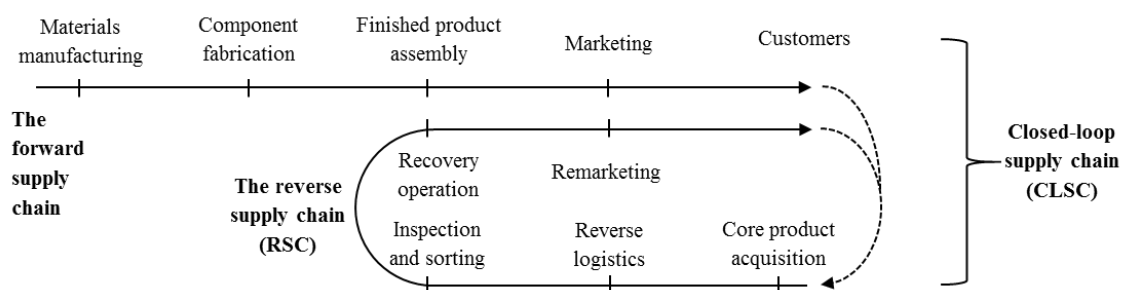 Materials
manufacturing
Component
fabrication
Finished product
assembly
Marketing
Customers
The
forward
supply
chain
The reverse
supply chain
(RSC)
Recovery
operation
Remarketing
Inspection
and sorting
Reverse
logistics
Core product
acquisition
Closed-loop
supply chain
(CLSC)